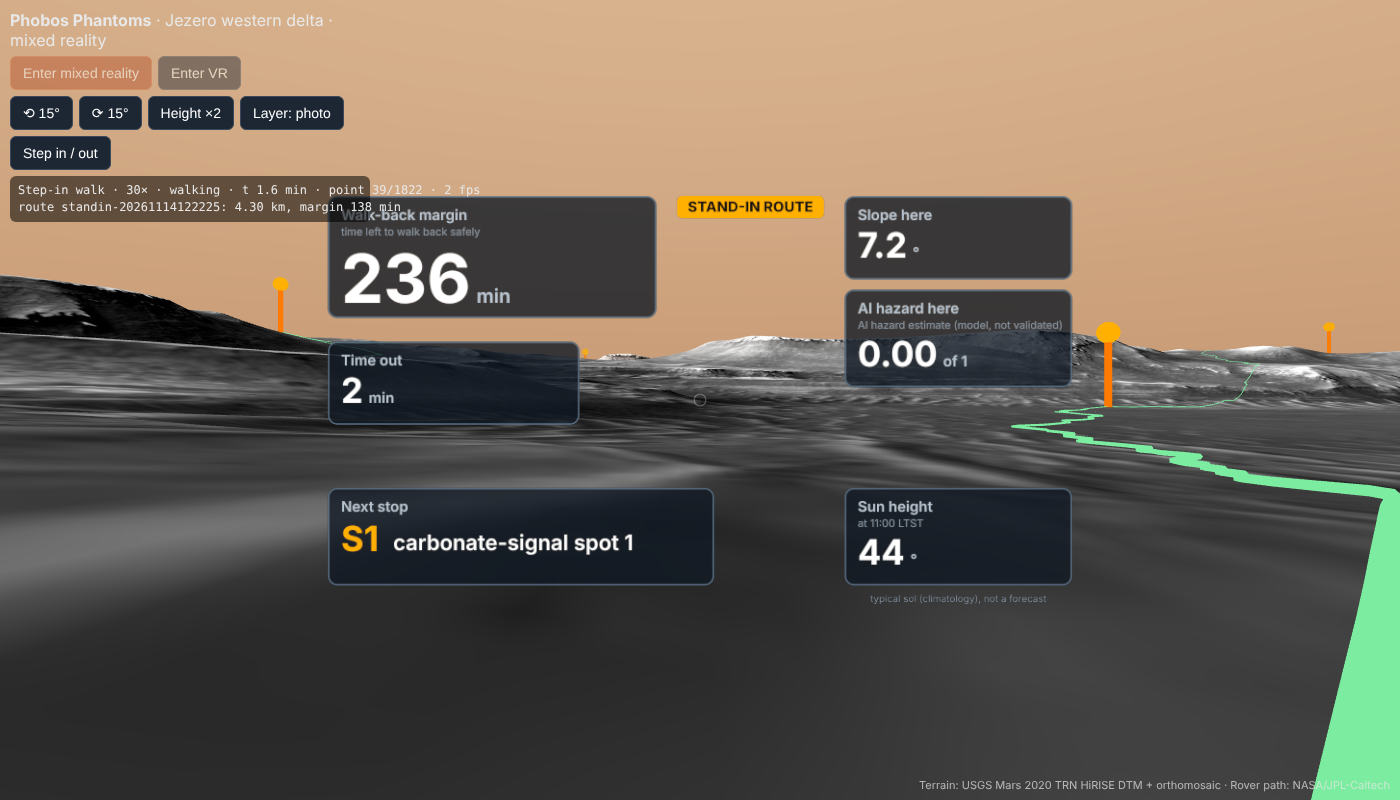 Phobos Phantoms · Jezero western delta ·
mixed reality
Enter mixed reality
Enter VR
⟲ 15°
⟳ 15°
Height ×2
Layer: photo
Step in / out
Step-in walk · 30× · walking · t 1.6 min · point 39/1822 · 2 fps
route standin-20261114122225: 4.30 km, margin 138 min
Walk-back margin
time left to walk back safely
236 min
STAND-IN ROUTE
Slope here
7.2 °
AI hazard here
AI hazard estimate (model, not validated)
0.00 of 1
Time out
2 min
Next stop
S1 carbonate-signal spot 1
Sun height
at 11:00 LTST
44 °
typical sol (climatology), not a forecast
Terrain: USGS Mars 2020 TRN HiRISE DTM + orthomosaic · Rover path: NASA/JPL-Caltech